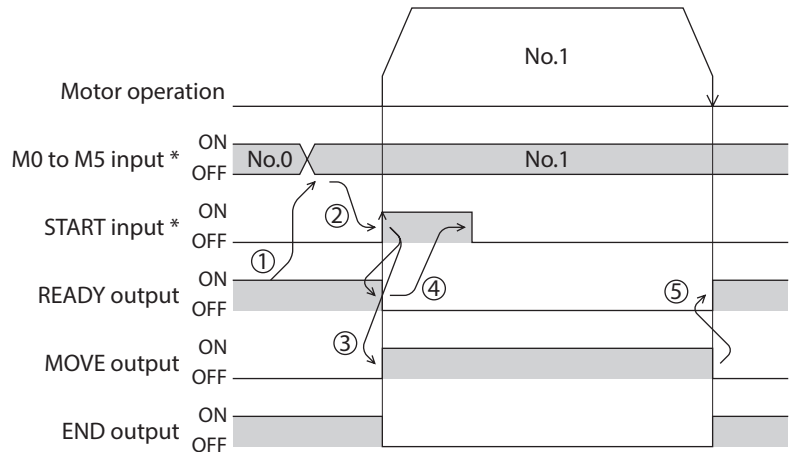 No.1
Motor operation
M0 to M5 input *
ON
OFF
No.0
No.1
START input *
ON
OFF
②
①
READY output
ON
OFF
④
⑤
③
MOVE output
ON
OFF
END output
ON
OFF